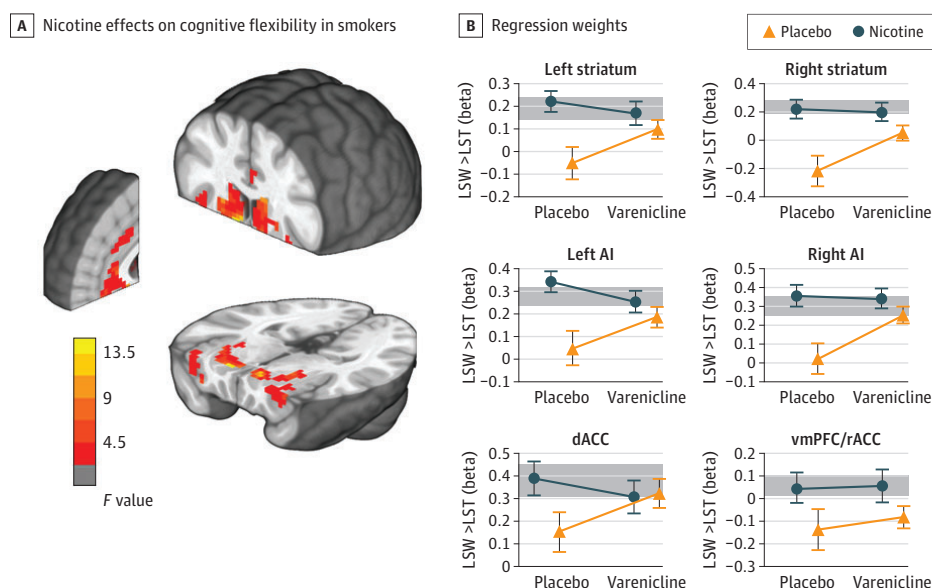 A Nicotine effects on cognitive flexibility in smokers
13.5
9
4.5
F value
B Regression weights
Placebo Nicotine
Left striatum
LSW >LST (beta)
0.3
0.2
0.1
0
−0.1
−0.2
Placebo Varenicline
Right striatum
LSW >LST (beta)
0.4
0.2
0
−0.2
−0.4
Placebo Varenicline
Left AI
LSW >LST (beta)
0.4
0.3
0.2
0.1
0
−0.1
Placebo Varenicline
Right AI
LSW >LST (beta)
0.5
0.4
0.3
0.2
0.1
0
−0.1
Placebo Varenicline
dACC
LSW >LST (beta)
0.5
0.4
0.3
0.2
0.1
0
Placebo Varenicline
vmPFC/rACC
LSW >LST (beta)
0.2
0.1
0
−0.1
−0.2
−0.3
Placebo Varenicline